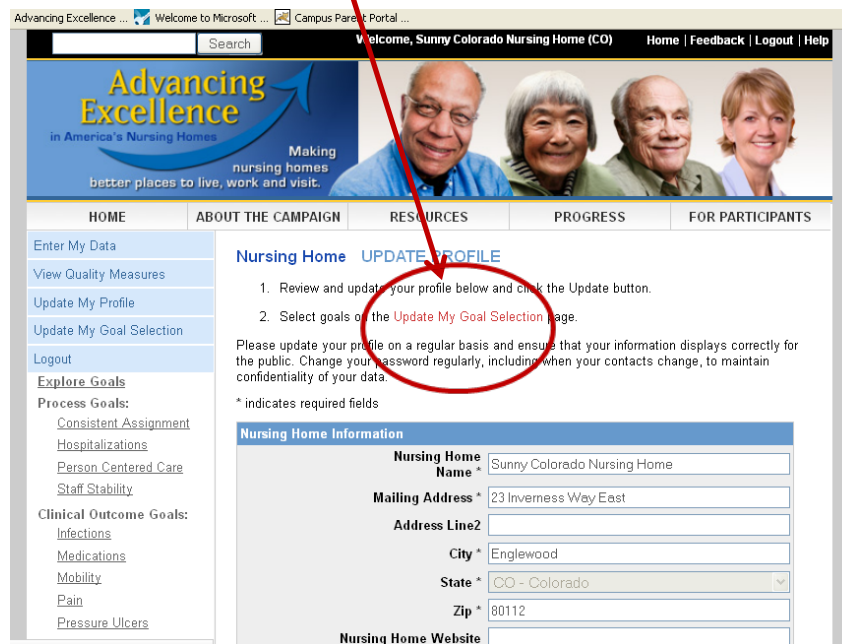 Advancing Excellence ... Welcome to Microsoft ... Campus Parent Portal ...
Search Welcome, Sunny Colorado Nursing Home (CO) Home | Feedback | Logout | Help
Advancing
Excellence
in America's Nursing Homes
Making
nursing homes
better places to live, work and visit.
HOME ABOUT THE CAMPAIGN RESOURCES PROGRESS FOR PARTICIPANTS
Enter My Data
View Quality Measures
Update My Profile
Update My Goal Selection
Logout
Explore Goals
Process Goals:
Consistent Assignment
Hospitalizations
Person Centered Care
Staff Stability
Clinical Outcome Goals:
Infections
Medications
Mobility
Pain
Pressure Ulcers
Nursing Home UPDATE PROFILE
1. Review and update your profile below and click the Update button.
2. Select goals on the Update My Goal Selection page.
Please update your profile on a regular basis and ensure that your information displays correctly for
the public. Change your password regularly, including when your contacts change, to maintain
confidentiality of your data.
* indicates required fields
Nursing Home Information
Nursing Home
Name * Sunny Colorado Nursing Home
Mailing Address * 23 Inverness Way East
Address Line2
City * Englewood
State * CO - Colorado
Zip * 80112
Nursing Home Website